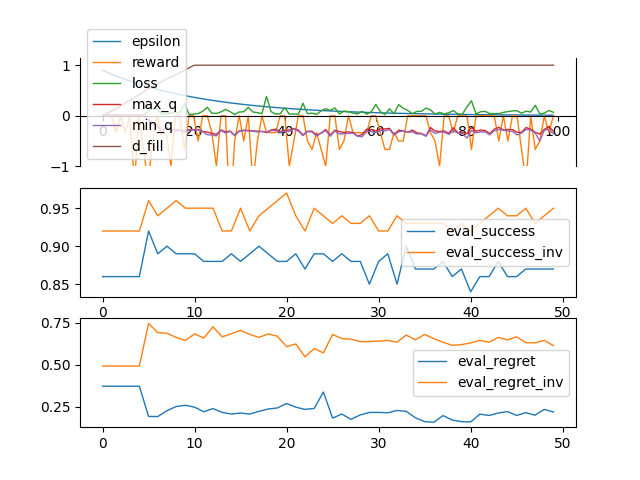 epsilon
reward
loss
max_q
min_q
d_fill
1
0
−1
0 20 40 60 80 100
eval_success
eval_success_inv
0.95
0.90
0.85
0 10 20 30 40 50
eval_regret
eval_regret_inv
0.75
0.50
0.25
0 10 20 30 40 50